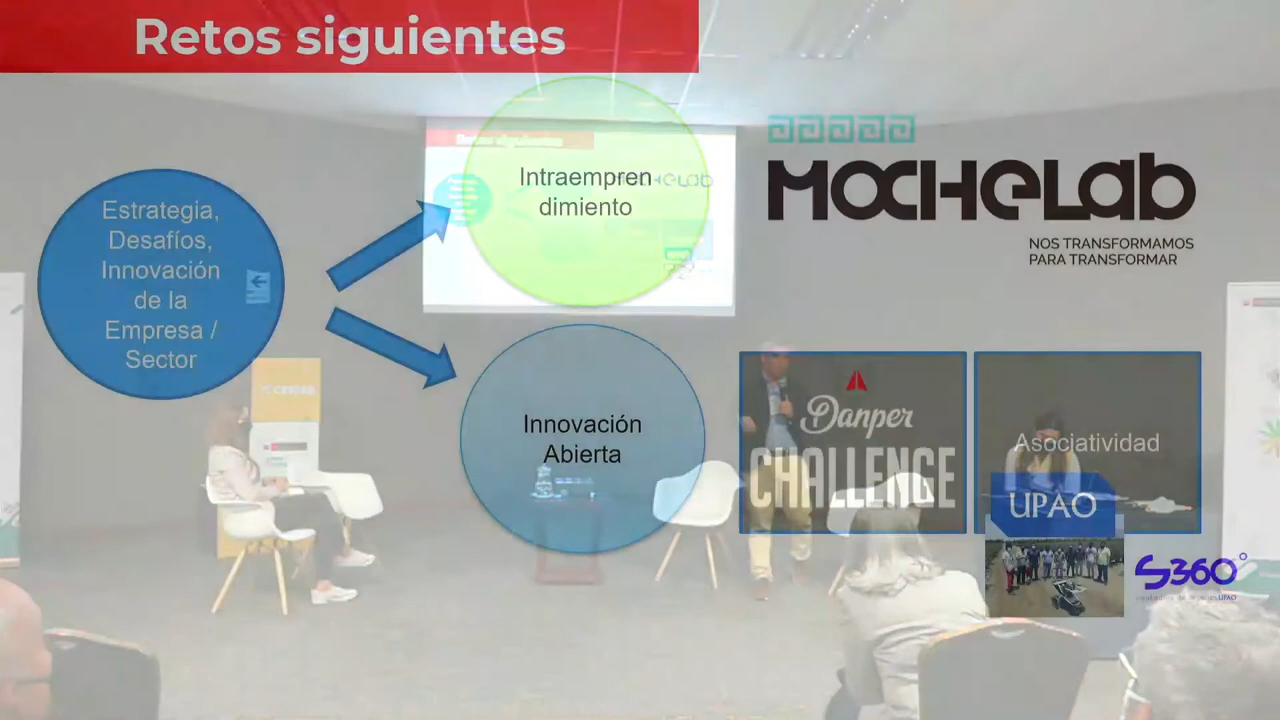 Retos siguientes
Estrategia,
Desafíos,
Innovación
de la
Empresa /
Sector
Intraempren
dimiento
Innovación
Abierta
MOCHELab
NOS TRANSFORMAMOS
PARA TRANSFORMAR
Danper
CHALLENGE
Asociatividad
UPAO
S360°